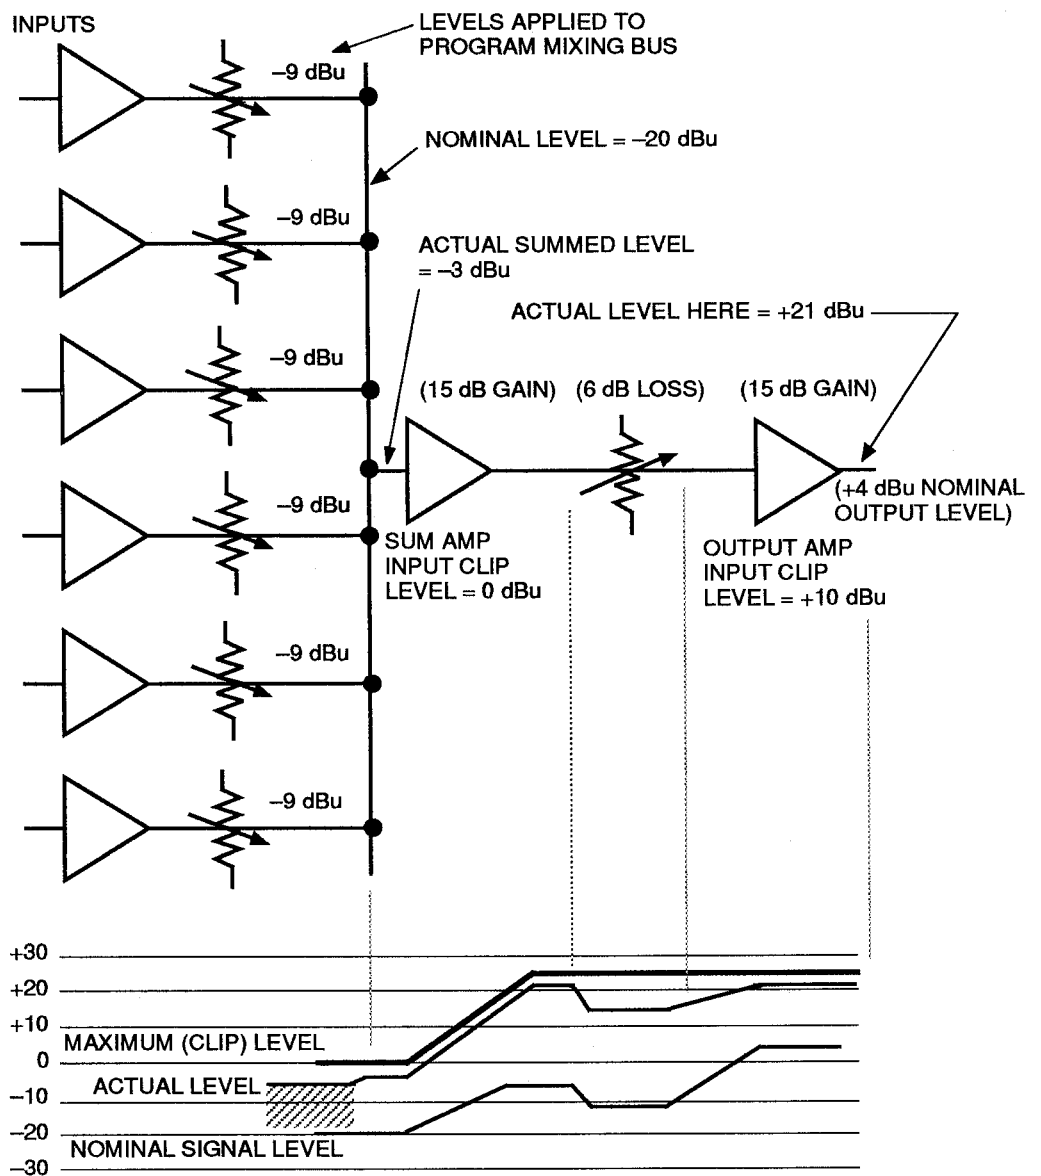 INPUTS
LEVELS APPLIED TO
PROGRAM MIXING BUS
–9 dBu
NOMINAL LEVEL = –20 dBu
–9 dBu
ACTUAL SUMMED LEVEL
= –3 dBu
ACTUAL LEVEL HERE = +21 dBu
–9 dBu
(15 dB GAIN)
(6 dB LOSS)
(15 dB GAIN)
(+4 dBu NOMINAL
OUTPUT LEVEL)
–9 dBu
SUM AMP
INPUT CLIP
LEVEL = 0 dBu
OUTPUT AMP
INPUT CLIP
LEVEL = +10 dBu
–9 dBu
–9 dBu
+30
+20
+10
MAXIMUM (CLIP) LEVEL
0
ACTUAL LEVEL
–10
–20
NOMINAL SIGNAL LEVEL
–30